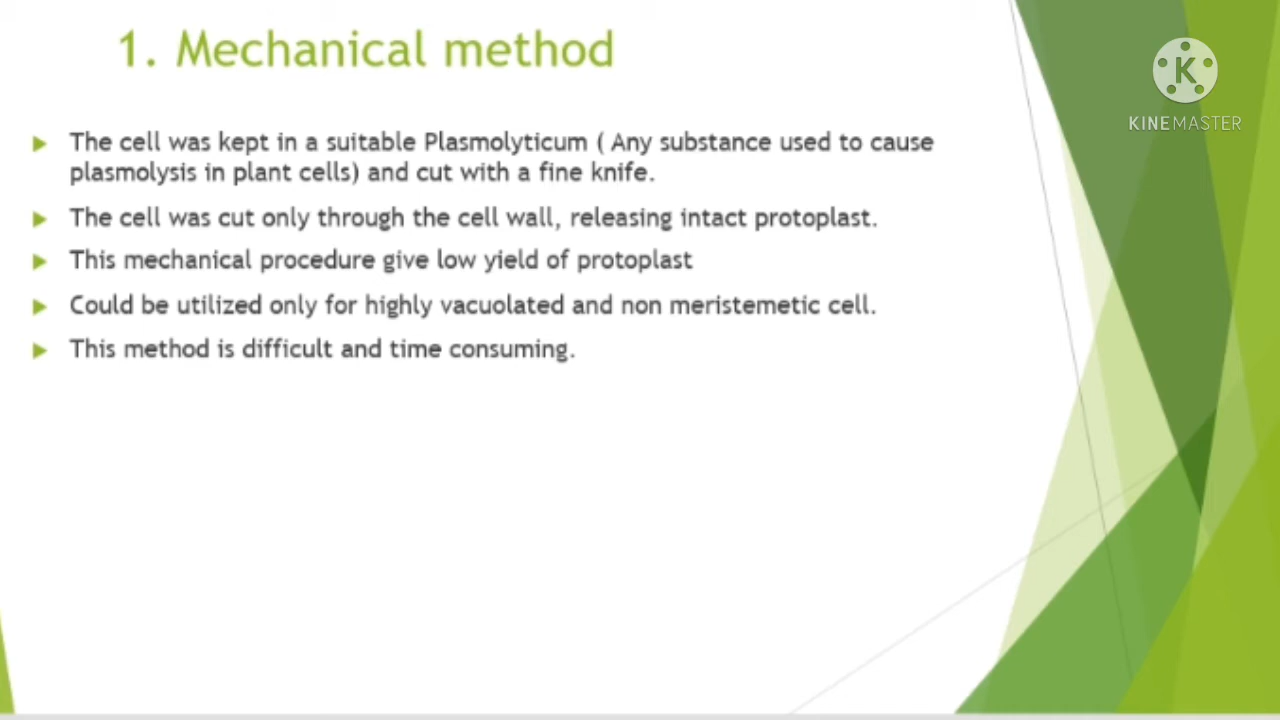 1. Mechanical method
K
KINEMASTER
The cell was kept in a suitable Plasmolyticum ( Any substance used to cause
plasmolysis in plant cells) and cut with a fine knife.
The cell was cut only through the cell wall, releasing intact protoplast.
This mechanical procedure give low yield of protoplast
Could be utilized only for highly vacuolated and non meristemetic cell.
This method is difficult and time consuming.